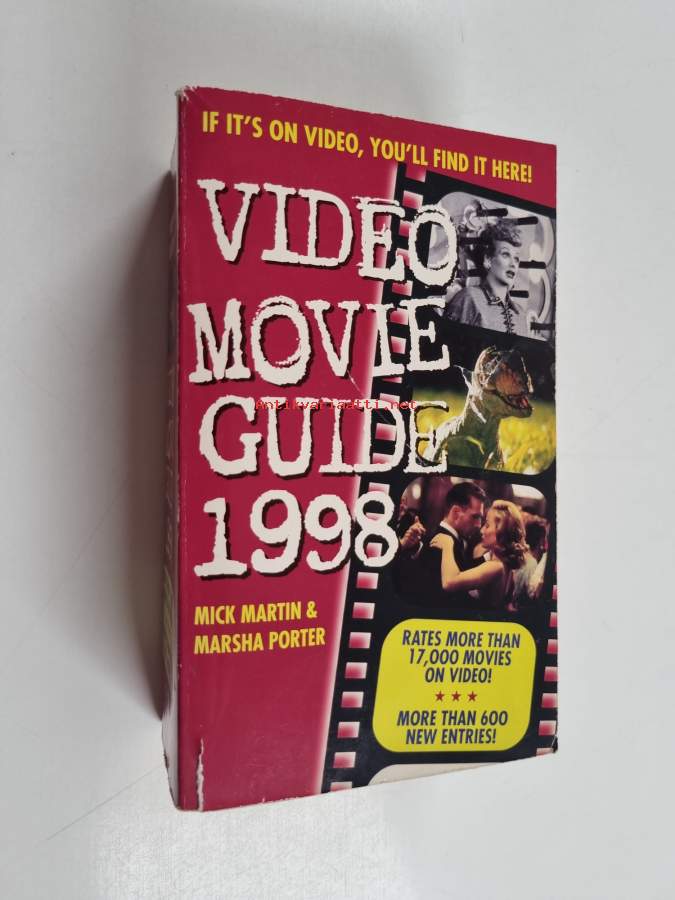 IF IT'S ON VIDEO, YOU'LL FIND IT HERE!
VIDEO
MOVIE
GUIDE
1998
Antikvariaatti.net
MICK MARTIN &
MARSHA PORTER
RATES MORE THAN
17,000 MOVIES
ON VIDEO!
★ ★ ★
MORE THAN 600
NEW ENTRIES!